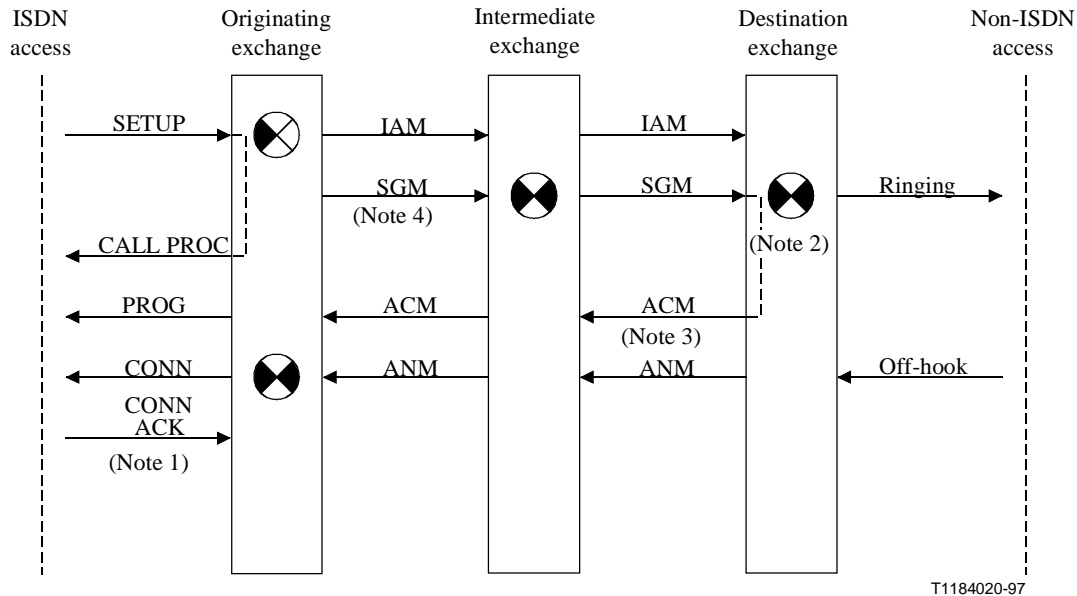 ISDN
access
Originating
exchange
Intermediate
exchange
Destination
exchange
Non-ISDN
access
SETUP
IAM
IAM
SGM
(Note 4)
SGM
Ringing
(Note 2)
CALL PROC
PROG
ACM
ACM
(Note 3)
CONN
ANM
ANM
Off-hook
CONN
ACK
(Note 1)
T1184020-97